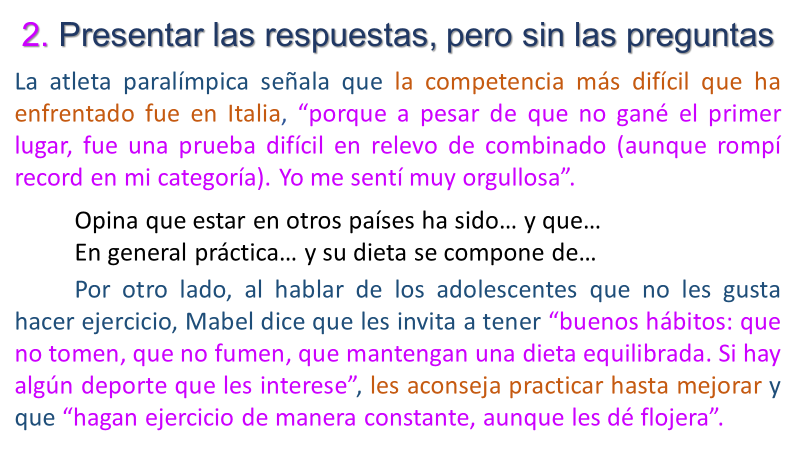 2. Presentar las respuestas, pero sin las preguntas
La atleta paralímpica señala que la competencia más difícil que ha
enfrentado fue en Italia, “porque a pesar de que no gané el primer
lugar, fue una prueba difícil en relevo de combinado (aunque rompí
record en mi categoría). Yo me sentí muy orgullosa”.
Opina que estar en otros países ha sido… y que…
En general práctica… y su dieta se compone de…
Por otro lado, al hablar de los adolescentes que no les gusta
hacer ejercicio, Mabel dice que les invita a tener “buenos hábitos: que
no tomen, que no fumen, que mantengan una dieta equilibrada. Si hay
algún deporte que les interese”, les aconseja practicar hasta mejorar y
que “hagan ejercicio de manera constante, aunque les dé flojera”.